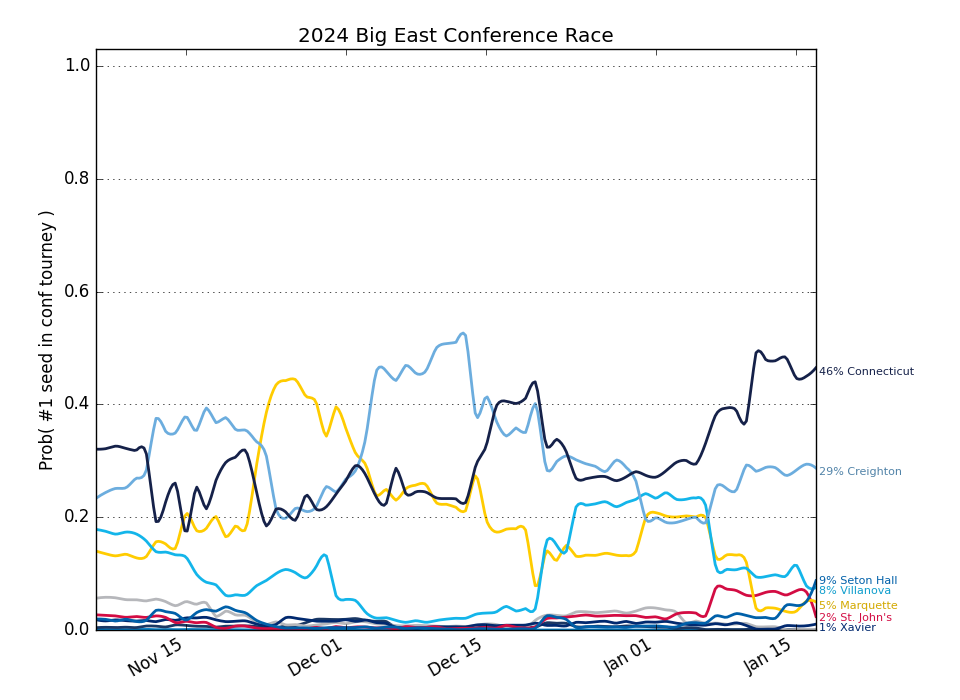 2024 Big East Conference Race
Prob( #1 seed in conf tourney )
1.0
0.8
0.6
0.4
0.2
0.0
Nov 15
Dec 01
Dec 15
Jan 01
Jan 15
46% Connecticut
29% Creighton
9% Seton Hall
8% Villanova
5% Marquette
2% St. John's
1% Xavier